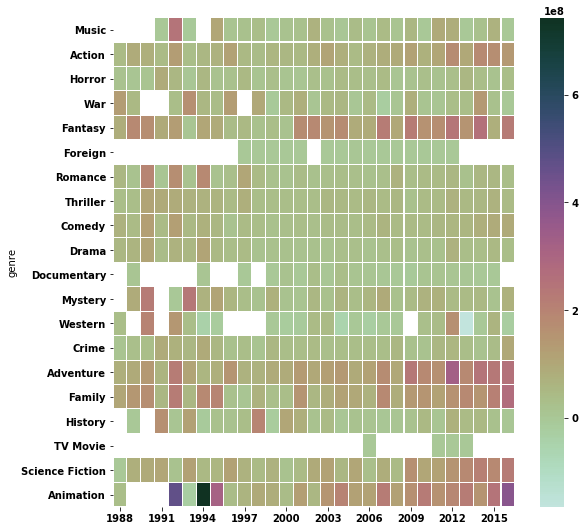 1e8
Music
Action
Horror
War
Fantasy
Foreign
Romance
Thriller
Comedy
Drama
Documentary
Mystery
Western
Crime
Adventure
Family
History
TV Movie
Science Fiction
Animation
genre
1988 1991 1994 1997 2000 2003 2006 2009 2012 2015
6
4
2
0